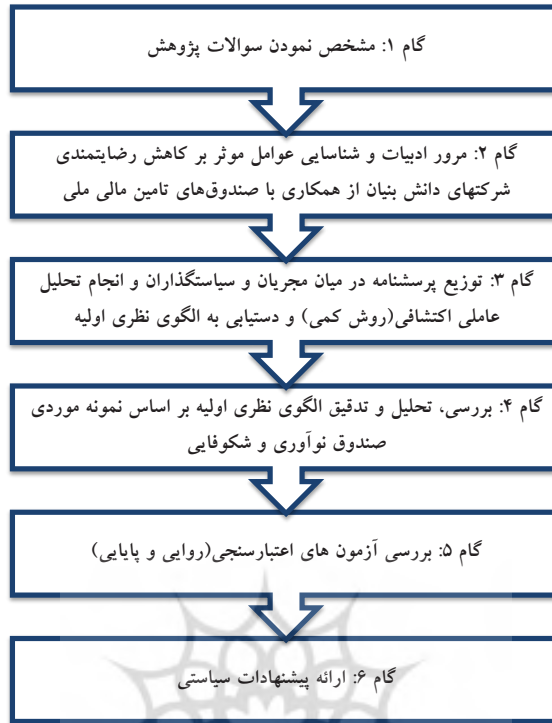 گام ۱: مشخص نمودن سوالات پژوهش
گام ۲: مرور ادبیات و شناسایی عوامل موثر بر کاهش رضایتمندی
شرکتهای دانش بنیان از همکاری با صندوق‌های تامین مالی ملی
گام ۳: توزیع پرسشنامه در میان مجریان و سیاستگذاران و انجام تحلیل
عاملی اکتشافی(روش کمی) و دستیابی به الگوی نظری اولیه
گام ۴: بررسی، تحلیل و تدقیق الگوی نظری اولیه بر اساس نمونه موردی
صندوق نوآوری و شکوفایی
گام ۵: بررسی آزمون های اعتبارسنجی(روایی و پایایی)
گام ۶: ارائه پیشنهادات سیاستی